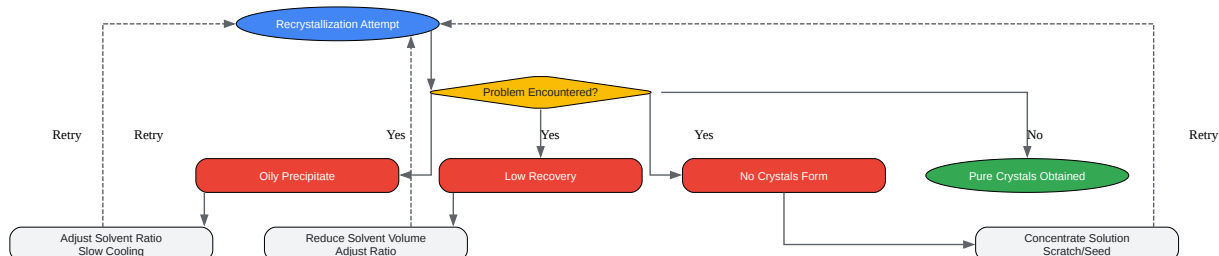 Recrystallization Attempt
Problem Encountered?
Retry
Retry
Yes
Yes
Yes
No
Retry
Oily Precipitate
Low Recovery
No Crystals Form
Pure Crystals Obtained
Adjust Solvent Ratio
Slow Cooling
Reduce Solvent Volume
Adjust Ratio
Concentrate Solution
Scratch/Seed